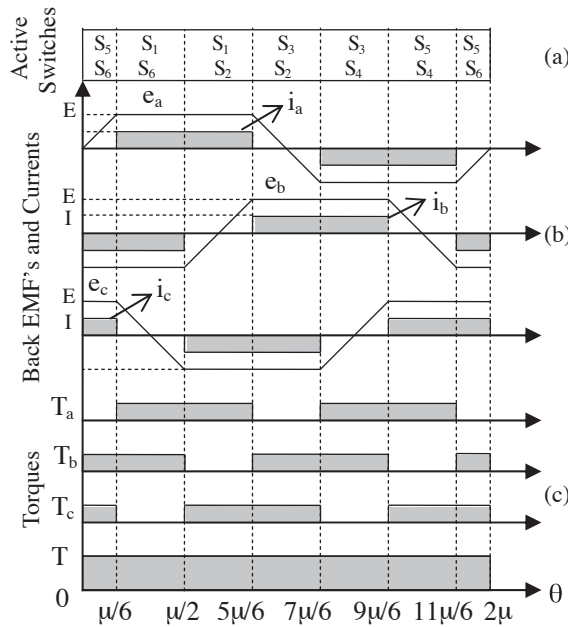 Active Switches
S5 S1 S1 S3 S3 S5 S5
S6 S6 S2 S2 S4 S4 S6
(a)
Back EMF's and Currents
E
ea
ia
E
I
eb
ib
(b)
E
I
ec
ic
Torques
Ta
Tb
Tc
(c)
T
0 μ/6 μ/2 5μ/6 7μ/6 9μ/6 11μ/6 2μ
θ